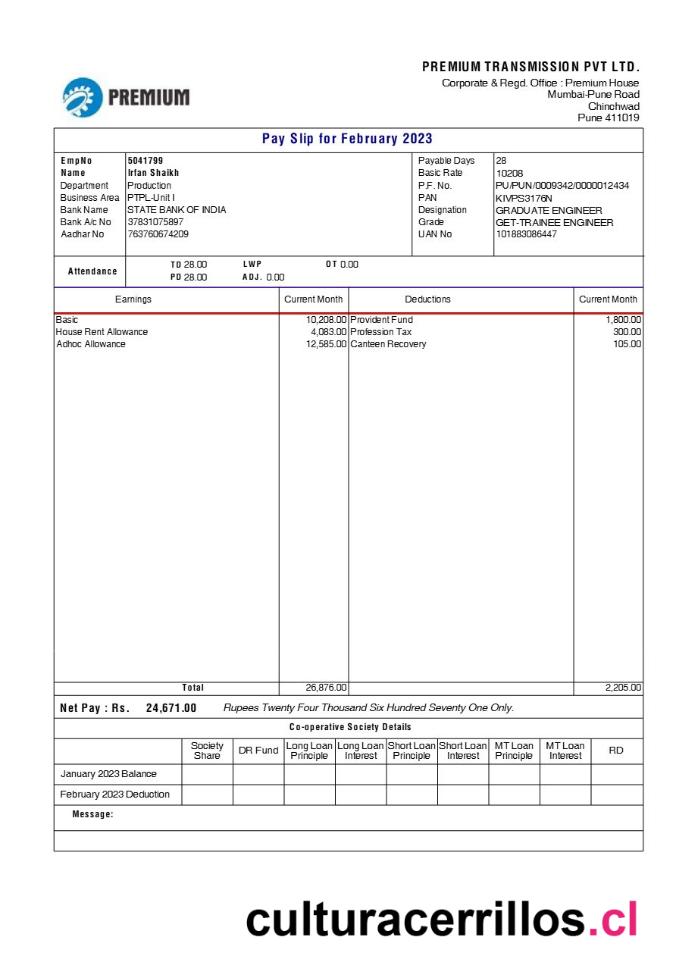 PREMIUM TRANSMISSION PVT LTD.
Corporate & Regd. Office : Premium House
Mumbai-Pune Road
Chinchwad
Pune 411019
PREMIUM
Pay Slip for February 2023
EmpNo 5041799 Payable Days 28
Name Irfan Shaikh Basic Rate 10208
Department Production P.F. No. PU/PUN/0009342/0000012434
Business Area PTPL-Unit I PAN KIVPS3176N
Bank Name STATE BANK OF INDIA Designation GRADUATE ENGINEER
Bank A/c No 37831075897 Grade GET-TRAINEE ENGINEER
Aadhar No 763760674209 UAN No 101883086447
Attendance TD 28.00 LWP OT 0.00
PD 28.00 ADJ. 0.00
Earnings Current Month Deductions Current Month
Basic 10,208.00 Provident Fund 1,800.00
House Rent Allowance 4,083.00 Profession Tax 300.00
Adhoc Allowance 12,585.00 Canteen Recovery 105.00
Total 26,876.00 2,205.00
Net Pay : Rs. 24,671.00 Rupees Twenty Four Thousand Six Hundred Seventy One Only.
Co-operative Society Details
Society Share DR Fund Long Loan Principle Long Loan Interest Short Loan Principle Short Loan Interest MT Loan Principle MT Loan Interest RD
January 2023 Balance
February 2023 Deduction
Message:
culturacerrillos.cl